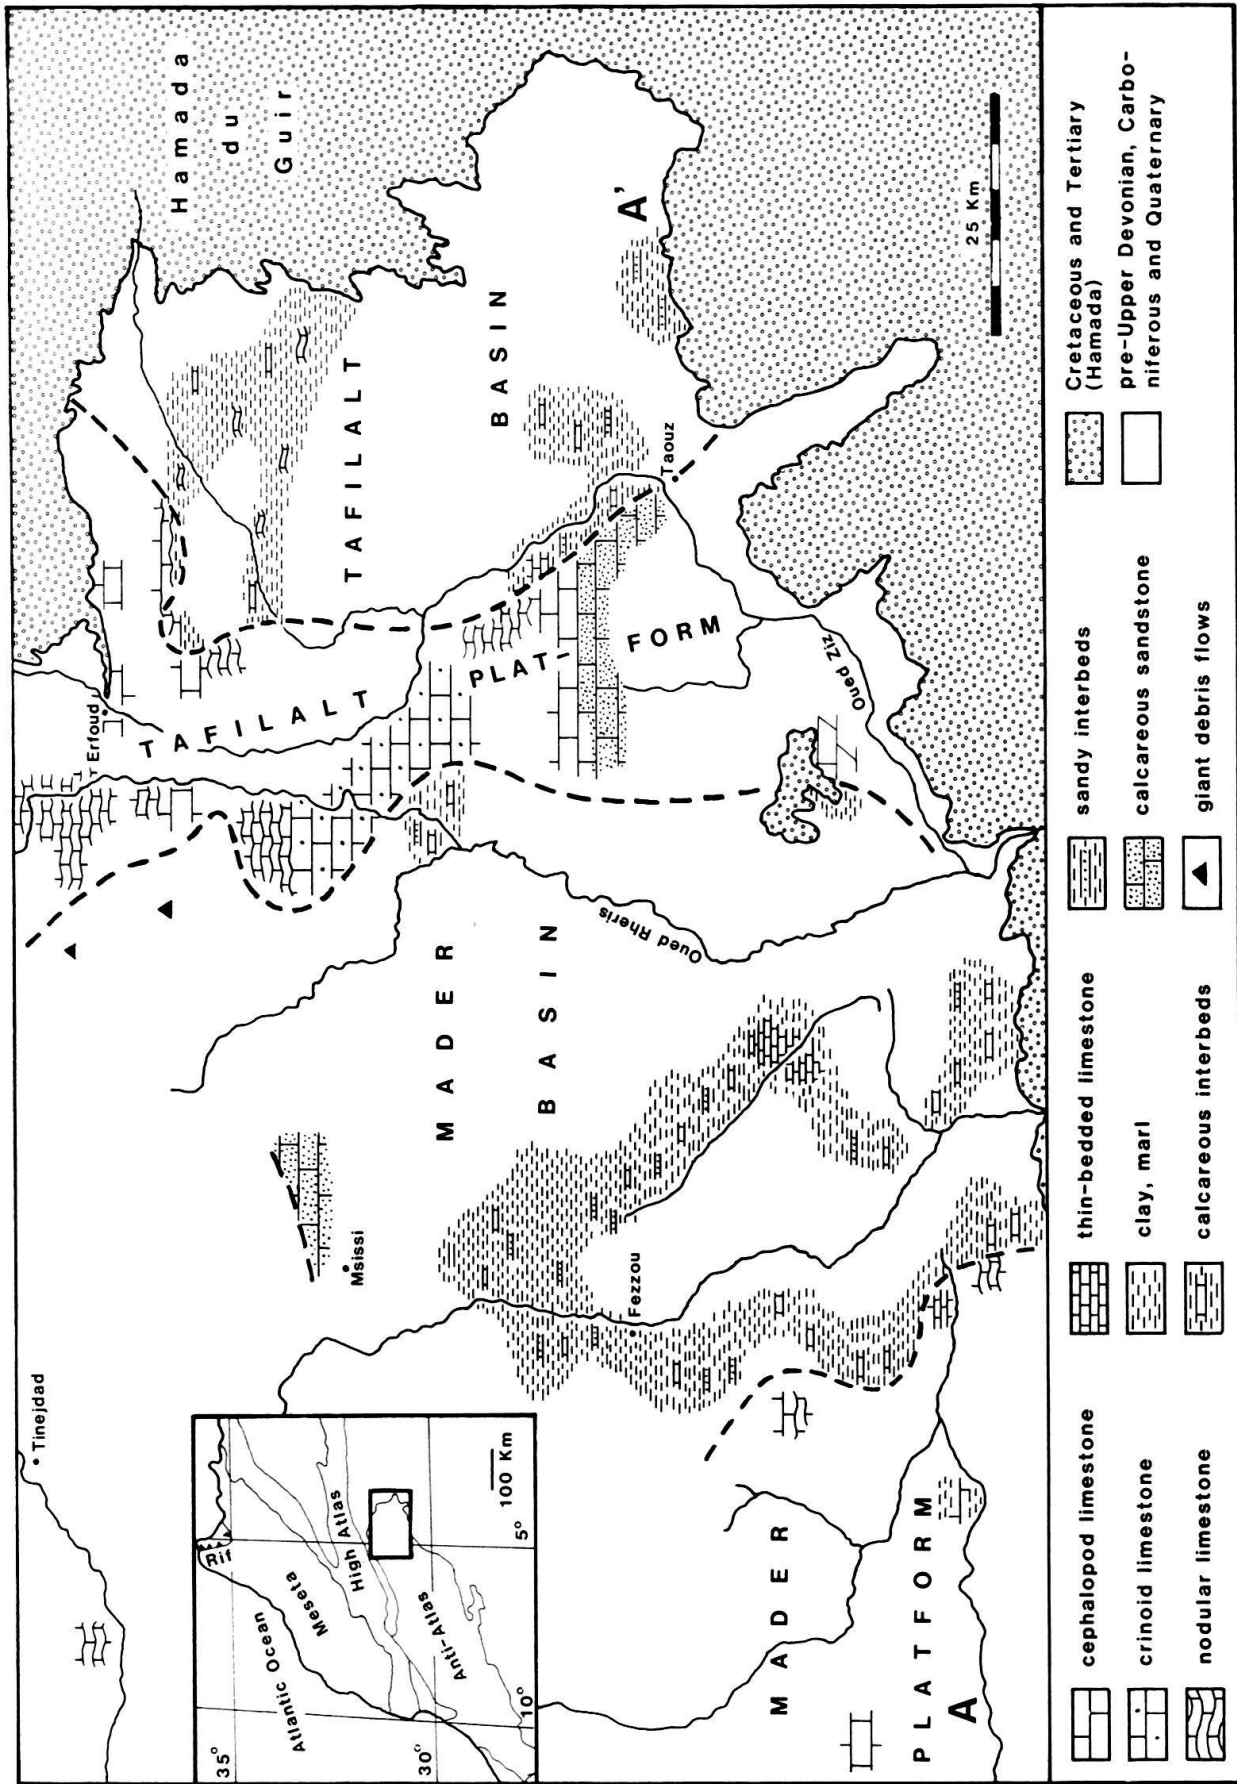 Tinejdad
Erfoud
Hamada
du
Guir
TAFILALT
PLAT-
FORM
TAFILALT
BASIN
Msissi
MADER
BASIN
Oued Rheris
Taouz
Oued Ziz
Fezzou
A'
MADER
PLATFORM
A
25 Km
35°
30°
10°
5°
Atlantic Ocean
Rif
Meseta
High Atlas
Anti-Atlas
100 Km
cephalopod limestone
crinoid limestone
nodular limestone
thin-bedded limestone
clay, marl
calcareous interbeds
sandy interbeds
calcareous sandstone
giant debris flows
Cretaceous and Tertiary
(Hamada)
pre-Upper Devonian, Carbo-
niferous and Quaternary